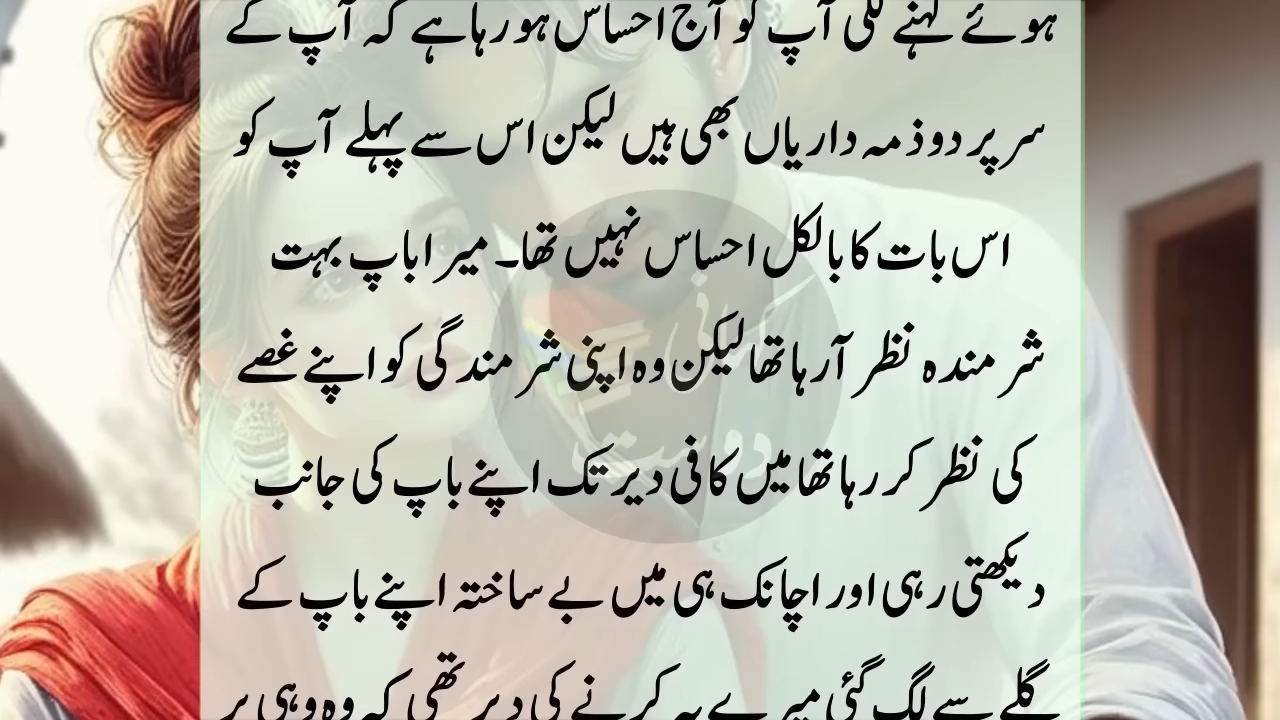 ہوئے کہنے لگی آپ کو آج احساس ہو رہا ہے کہ آپ کے
سر پر دو ذمہ داریاں بھی ہیں لیکن اس سے پہلے آپ کو
اس بات کا بالکل احساس نہیں تھا۔ میرا باپ بہت
شرمندہ نظر آرہا تھا لیکن وہ اپنی شرمندگی کو اپنے غصے
کی نظر کر رہا تھا میں کافی دیر تک اپنے باپ کی جانب
دیکھتی رہی اور اچانک ہی میں بے ساختہ اپنے باپ کے
گلے سے لگ گئی میرے یہ کرنے کی دیر تھی کہ وہ وہی پر